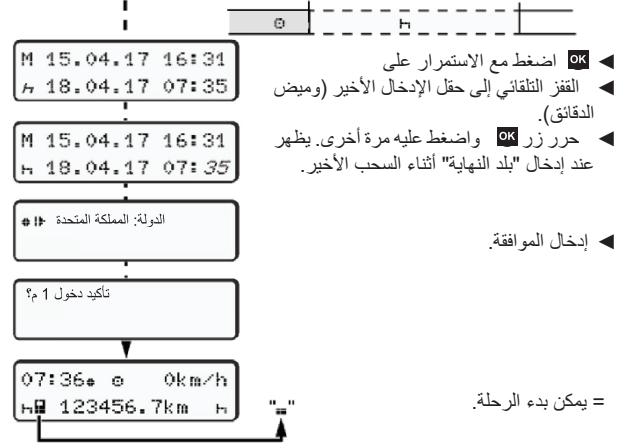 M 15.04.17 16:31
18.04.17 07:35
M 15.04.17 16:31
18.04.17 07:35
الدولة: المملكة المتحدة
تأكيد دخول 1 م؟
07:36 0km/h
123456.7km
"_"
◀ OK اضغط مع الاستمرار على
◀ القفز التلقائي إلى حقل الإدخال الأخير (وميض
الدقائق).
◀ حرر زر OK واضغط عليه مرة أخرى. يظهر
عند إدخال "بلد النهاية" أثناء السحب الأخير.
◀ إدخال الموافقة.
= يمكن بدء الرحلة.